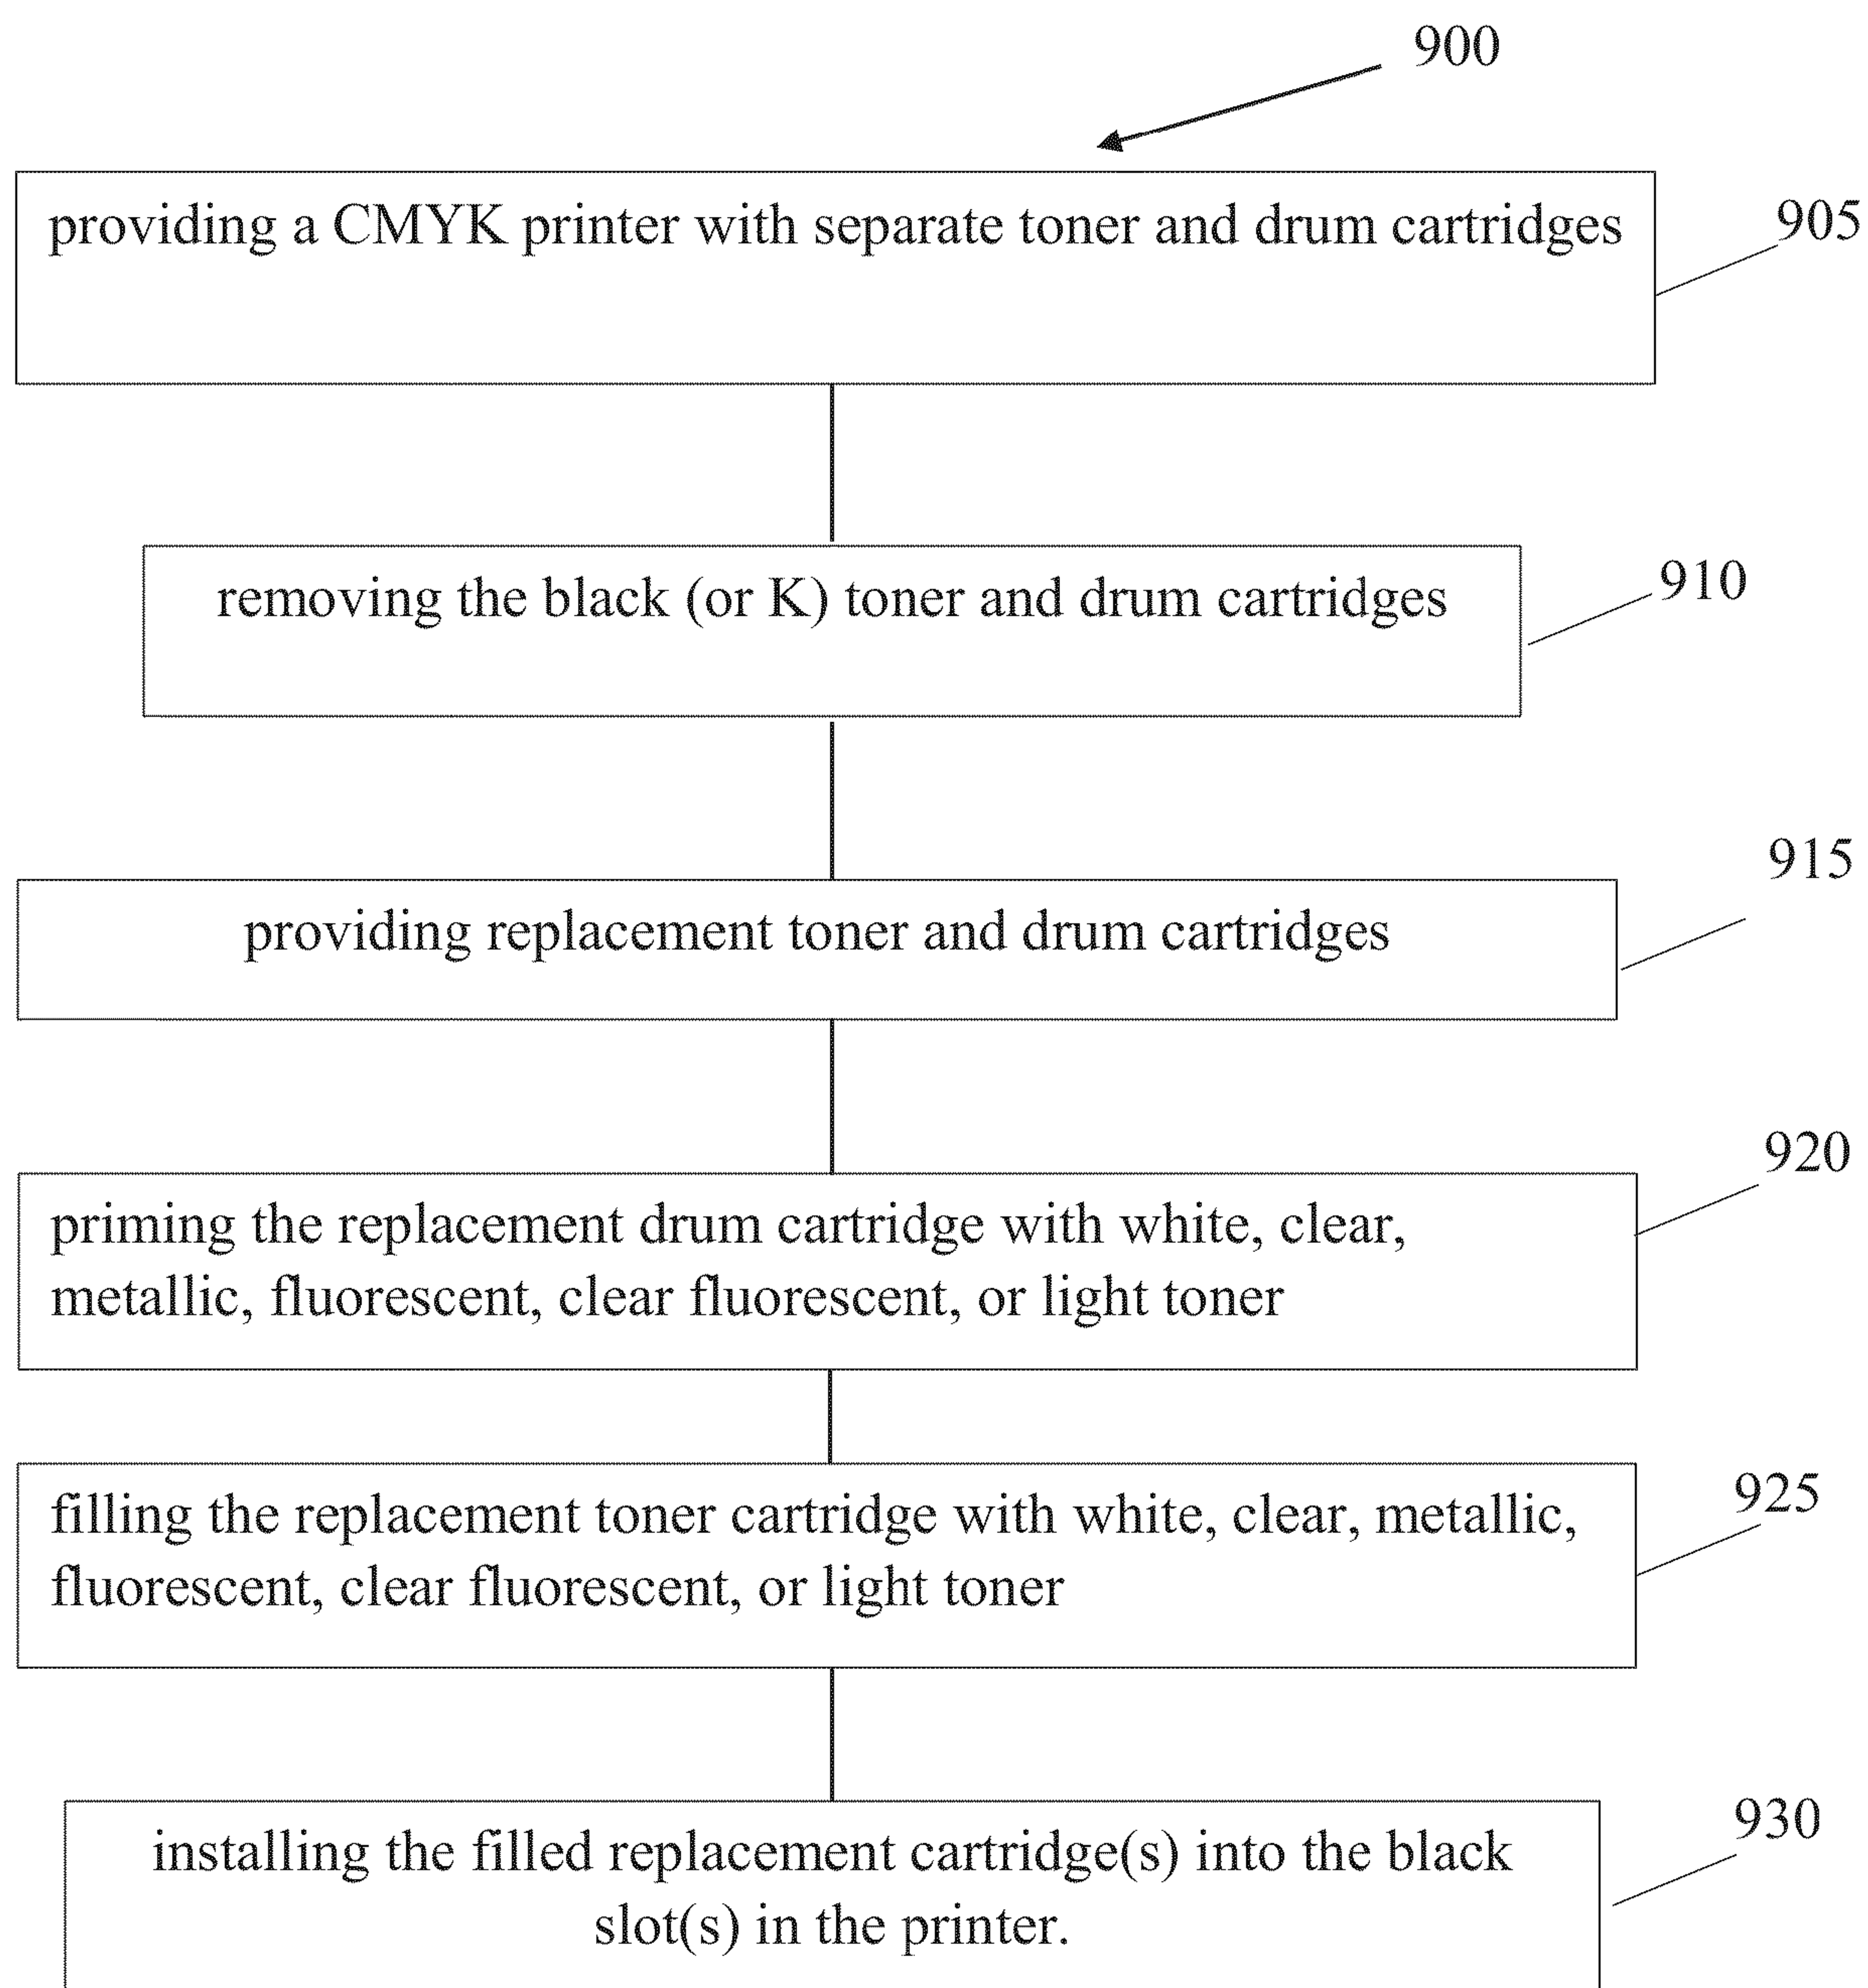 900
providing a CMYK printer with separate toner and drum cartridges
905
removing the black (or K) toner and drum cartridges
910
915
providing replacement toner and drum cartridges
920
priming the replacement drum cartridge with white, clear,
metallic, fluorescent, clear fluorescent, or light toner
925
filling the replacement toner cartridge with white, clear, metallic,
fluorescent, clear fluorescent, or light toner
930
installing the filled replacement cartridge(s) into the black
slot(s) in the printer.